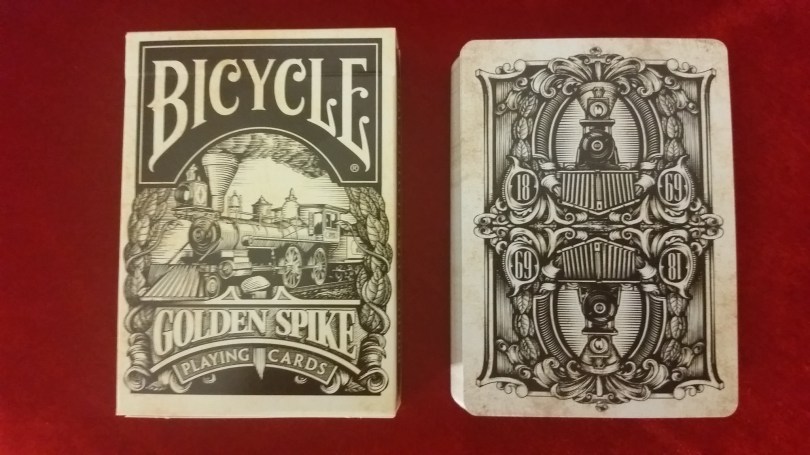 BICYCLE
®
GOLDEN SPIKE
PLAYING CARDS
18 69
69 18